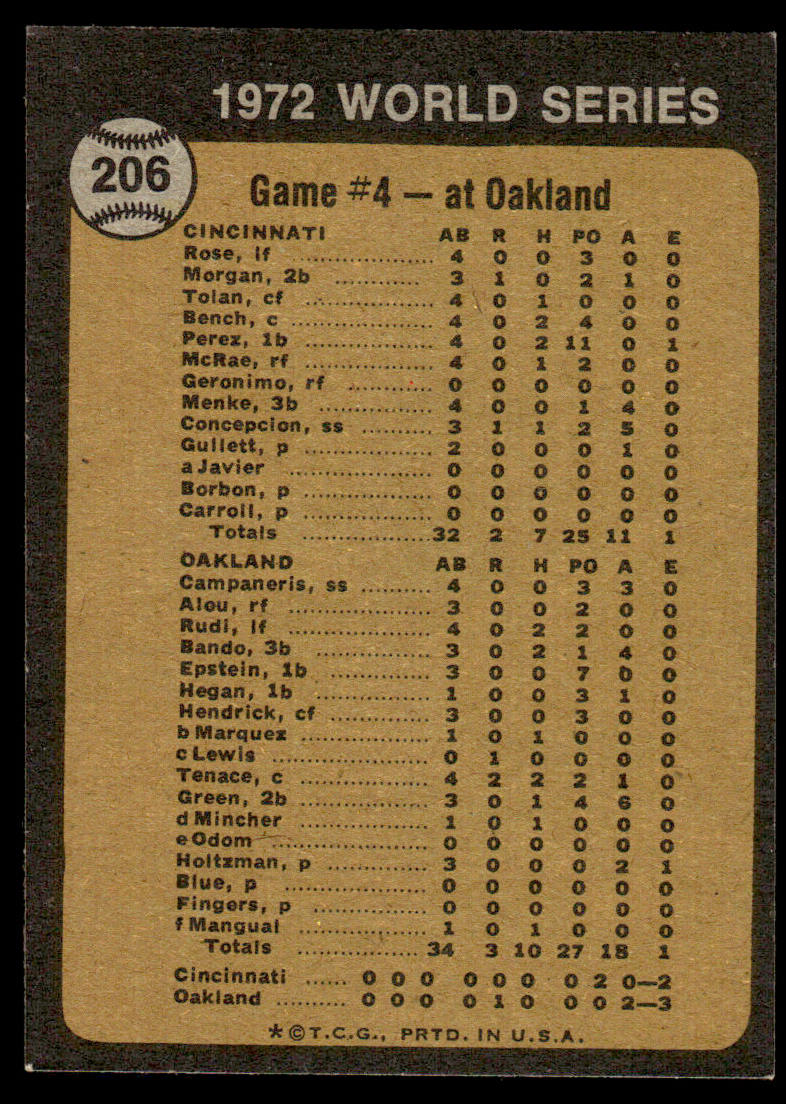 1972 WORLD SERIES
206
Game #4 — at Oakland
CINCINNATI AB R H PO A E
Rose, lf .................... 4 0 0 3 0 0
Morgan, 2b ............ 3 1 0 2 1 0
Tolan, cf .................. 4 0 1 0 0 0
Bench, c .................... 4 0 2 4 0 0
Perez, 1b .................. 4 0 2 11 0 1
McRae, rf .................. 4 0 1 2 0 0
Geronimo, rf ............ 0 0 0 0 0 0
Menke, 3b ................ 4 0 0 1 4 0
Concepcion, ss .......... 3 1 1 2 5 0
Gullett, p .................. 2 0 0 0 1 0
a Javier .................... 0 0 0 0 0 0
Borbon, p .................. 0 0 0 0 0 0
Carroll, p .................. 0 0 0 0 0 0
Totals .................. 32 2 7 25 11 1
OAKLAND AB R H PO A E
Campaneris, ss .......... 4 0 0 3 3 0
Alou, rf .................... 3 0 0 2 0 0
Rudi, lf .................... 4 0 2 2 0 0
Bando, 3b .................. 3 0 2 1 4 0
Epstein, 1b ................ 3 0 0 7 0 0
Hegan, 1b ................ 1 0 0 3 1 0
Hendrick, cf .............. 3 0 0 3 0 0
b Marquez .................. 1 0 1 0 0 0
c Lewis ...................... 0 1 0 0 0 0
Tenace, c .................. 4 2 2 2 1 0
Green, 2b .................. 3 0 1 4 6 0
d Mincher .................. 1 0 1 0 0 0
e Odom ...................... 0 0 0 0 0 0
Holtzman, p .............. 3 0 0 0 2 1
Blue, p .................... 0 0 0 0 0 0
Fingers, p ................ 0 0 0 0 0 0
f Mangual .................. 1 0 1 0 0 0
Totals .................. 34 3 10 27 18 1
Cincinnati ...... 0 0 0 0 0 0 0 2 0—2
Oakland .......... 0 0 0 0 1 0 0 0 2—3
*©T.C.G., PRTD. IN U.S.A.